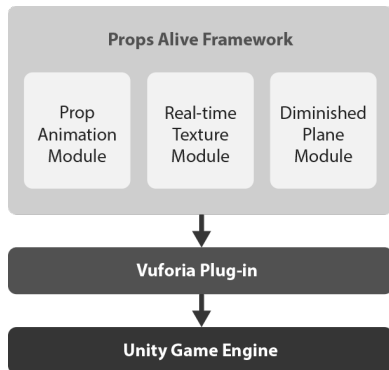 Props Alive Framework
Prop
Animation
Module
Real-time
Texture
Module
Diminished
Plane
Module
Vuforia Plug-in
Unity Game Engine